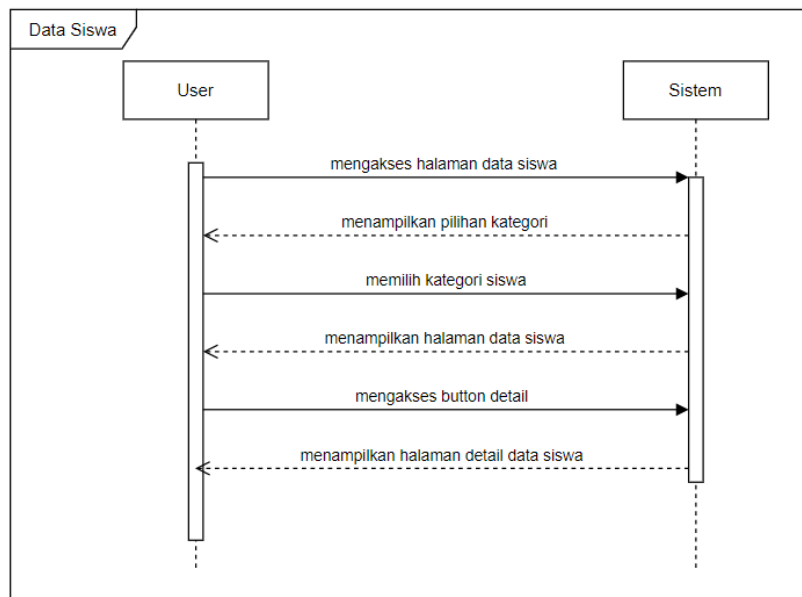 Data Siswa
User
Sistem
mengakses halaman data siswa
menampilkan pilihan kategori
memilih kategori siswa
menampilkan halaman data siswa
mengakses button detail
menampilkan halaman detail data siswa